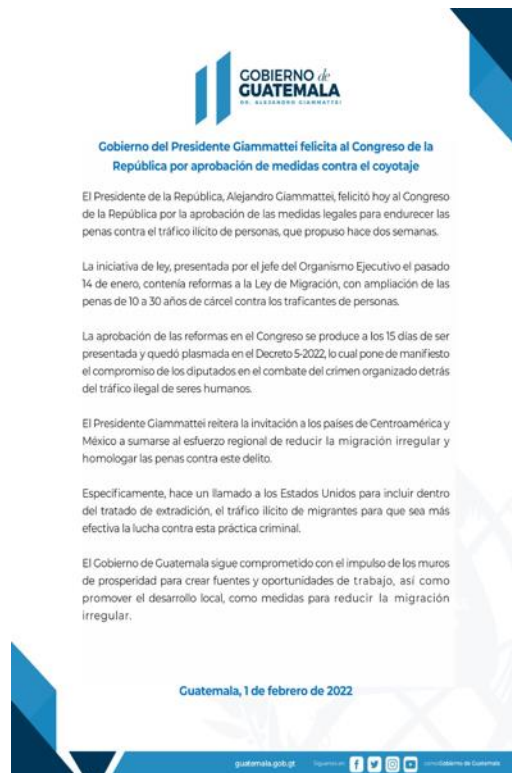 GOBIERNO de
GUATEMALA
DR. ALEJANDRO GIAMMATTEI
Gobierno del Presidente Giammattei felicita al Congreso de la
República por aprobación de medidas contra el coyotaje
El Presidente de la República, Alejandro Giammattei, felicitó hoy al Congreso
de la República por la aprobación de las medidas legales para endurecer las
penas contra el tráfico ilícito de personas, que propuso hace dos semanas.
La iniciativa de ley, presentada por el jefe del Organismo Ejecutivo el pasado
14 de enero, contenía reformas a la Ley de Migración, con ampliación de las
penas de 10 a 30 años de cárcel contra los traficantes de personas.
La aprobación de las reformas en el Congreso se produce a los 15 días de ser
presentada y quedó plasmada en el Decreto 5-2022, lo cual pone de manifiesto
el compromiso de los diputados en el combate del crimen organizado detrás
del tráfico ilegal de seres humanos.
El Presidente Giammattei reitera la invitación a los países de Centroamérica y
México a sumarse al esfuerzo regional de reducir la migración irregular y
homologar las penas contra este delito.
Específicamente, hace un llamado a los Estados Unidos para incluir dentro
del tratado de extradición, el tráfico ilícito de migrantes para que sea más
efectiva la lucha contra esta práctica criminal.
El Gobierno de Guatemala sigue comprometido con el impulso de los muros
de prosperidad para crear fuentes y oportunidades de trabajo, así como
promover el desarrollo local, como medidas para reducir la migración
irregular.
Guatemala, 1 de febrero de 2022
guatemala.gob.gt Síguenos en: como Gobierno de Guatemala